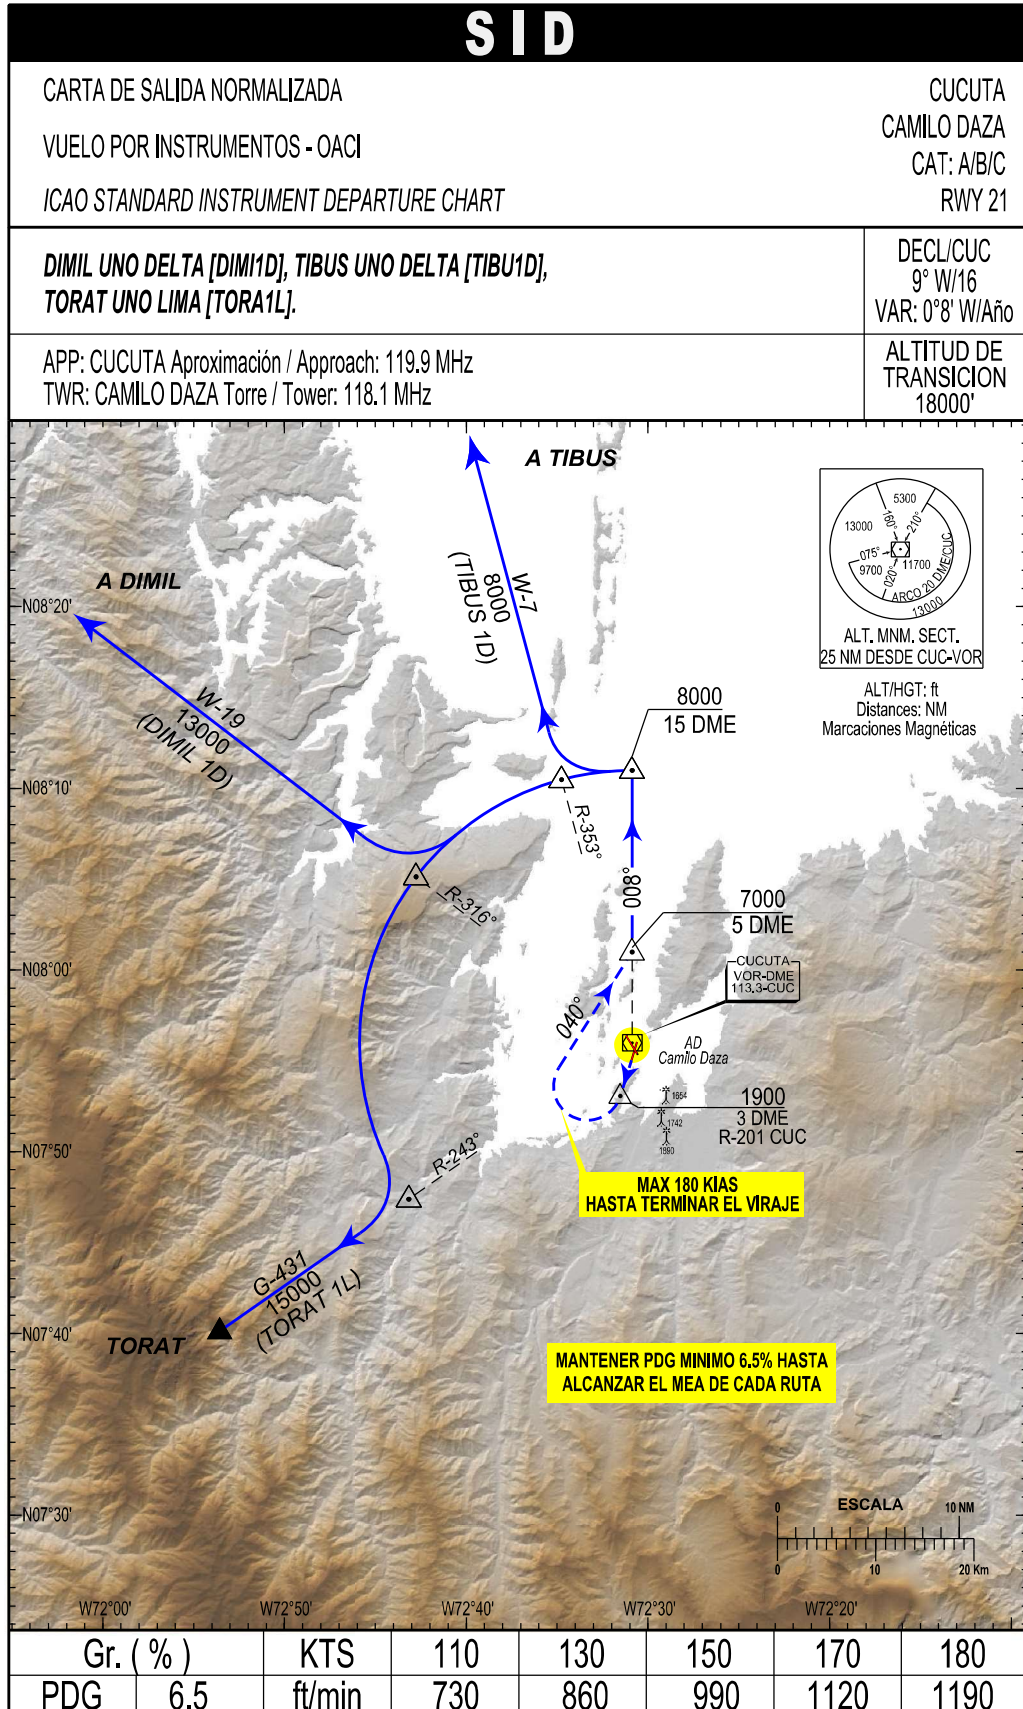 SID
CARTA DE SALIDA NORMALIZADA
VUELO POR INSTRUMENTOS - OACI
ICAO STANDARD INSTRUMENT DEPARTURE CHART
CUCUTA
CAMILO DAZA
CAT: A/B/C
RWY 21
DIMIL UNO DELTA [DIMI1D], TIBUS UNO DELTA [TIBU1D],
TORAT UNO LIMA [TORA1L].
DECL/CUC
9° W/16
VAR: 0°8' W/Año
APP: CUCUTA Aproximación / Approach: 119.9 MHz
TWR: CAMILO DAZA Torre / Tower: 118.1 MHz
ALTITUD DE
TRANSICION
18000'
A TIBUS
W-7
8000
(TIBUS 1D)
5300
13000
160°
210°
075°
9700
020°
11700
ARCO 20 DME/CUC
13000
ALT. MNM. SECT.
25 NM DESDE CUC-VOR
ALT/HGT: ft
Distances: NM
Marcaciones Magnéticas
A DIMIL
N08°20'
W-19
13000
(DIMIL 1D)
8000
15 DME
N08°10'
R-353°
R-316°
008°
7000
5 DME
N08°00'
CUCUTA
VOR-DME
113.3-CUC
040°
AD
Camilo Daza
1654
1742
1890
1900
3 DME
R-201 CUC
N07°50'
R-243°
MAX 180 KIAS
HASTA TERMINAR EL VIRAJE
G-431
15000
(TORAT 1L)
N07°40'
TORAT
MANTENER PDG MINIMO 6.5% HASTA
ALCANZAR EL MEA DE CADA RUTA
N07°30'
ESCALA
0 10 NM
0 10 20 Km
W72°00' W72°50' W72°40' W72°30' W72°20'
Gr. ( % ) KTS 110 130 150 170 180
PDG 6.5 ft/min 730 860 990 1120 1190